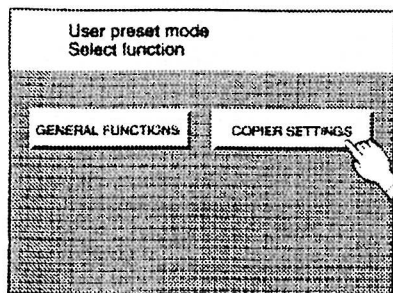 User preset mode
Select function
GENERAL FUNCTIONS
COPIER SETTINGS